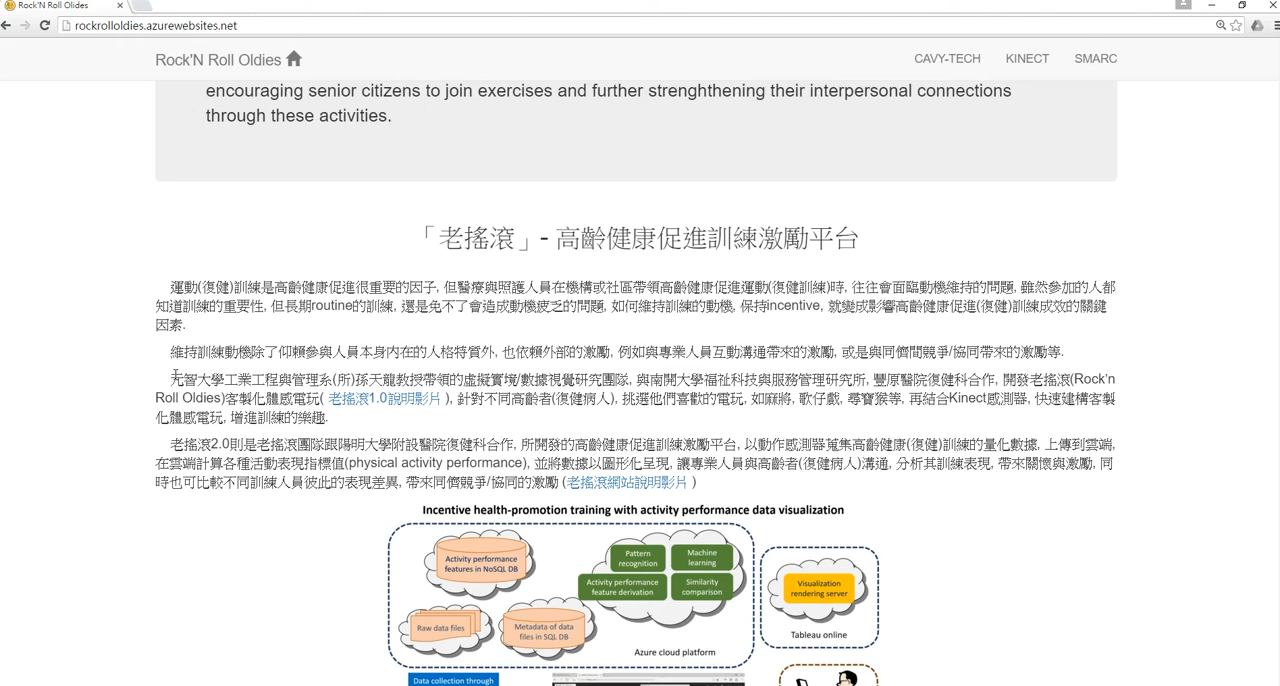 Rock'N Roll Olides
rockrolloldies.azurewebsites.net
Rock'N Roll Oldies
CAVY-TECH
KINECT
SMARC
encouraging senior citizens to join exercises and further strenghthening their interpersonal connections
through these activities.
「老搖滾」- 高齡健康促進訓練激勵平台
運動(復健)訓練是高齡健康促進很重要的因子, 但醫療與照護人員在機構或社區帶領高齡健康促進運動(復健訓練)時, 往往會面臨動機維持的問題, 雖然參加的人都
知道訓練的重要性, 但長期routine的訓練, 還是免不了會造成動機疲乏的問題, 如何維持訓練的動機, 保持incentive, 就變成影響高齡健康促進(復健)訓練成效的關鍵
因素.
維持訓練動機除了仰賴參與人員本身內在的人格特質外, 也依賴外部的激勵, 例如與專業人員互動溝通帶來的激勵, 或是與同儕間競爭/協同帶來的激勵等.
元智大學工業工程與管理系(所)孫天龍教授帶領的虛擬實境/數據視覺研究團隊, 與南開大學福祉科技與服務管理研究所, 豐原醫院復健科合作, 開發老搖滾(Rock'n
Roll Oldies)客製化體感電玩( 老搖滾1.0說明影片 ), 針對不同高齡者(復健病人), 挑選他們喜歡的電玩, 如麻將, 歌仔戲, 尋寶猴等, 再結合Kinect感測器, 快速建構客製
化體感電玩, 增進訓練的樂趣.
老搖滾2.0則是老搖滾團隊跟陽明大學附設醫院復健科合作, 所開發的高齡健康促進訓練激勵平台, 以動作感測器蒐集高齡健康(復健)訓練的量化數據, 上傳到雲端,
在雲端計算各種活動表現指標值(physical activity performance), 並將數據以圖形化呈現, 讓專業人員與高齡者(復健病人)溝通, 分析其訓練表現, 帶來關懷與激勵, 同
時也可比較不同訓練人員彼此的表現差異, 帶來同儕競爭/協同的激勵 (老搖滾網站說明影片 )
Incentive health-promotion training with activity performance data visualization
Activity performance
features in NoSQL DB
Pattern
recognition
Machine
learning
Activity performance
feature derivation
Similarity
comparison
Visualization
rendering server
Raw data files
Metadata of data
files in SQL DB
Azure cloud platform
Tableau online
Data collection through